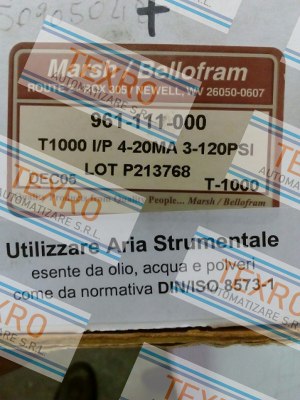 Marsh / Bellofram
ROUTE 2, BOX 305 / NEWELL, WV 26050-0607
961-111-000
T1000 I/P 4-20MA 3-120PSI
LOT P213768
DEC05 T-1000
Quality People... Marsh / Bellofram
Utilizzare Aria Strumentale
esente da olio, acqua e polveri
come da normativa DIN/ISO 8573-1
TEXRO
AUTOMATIZZARE S.R.L.